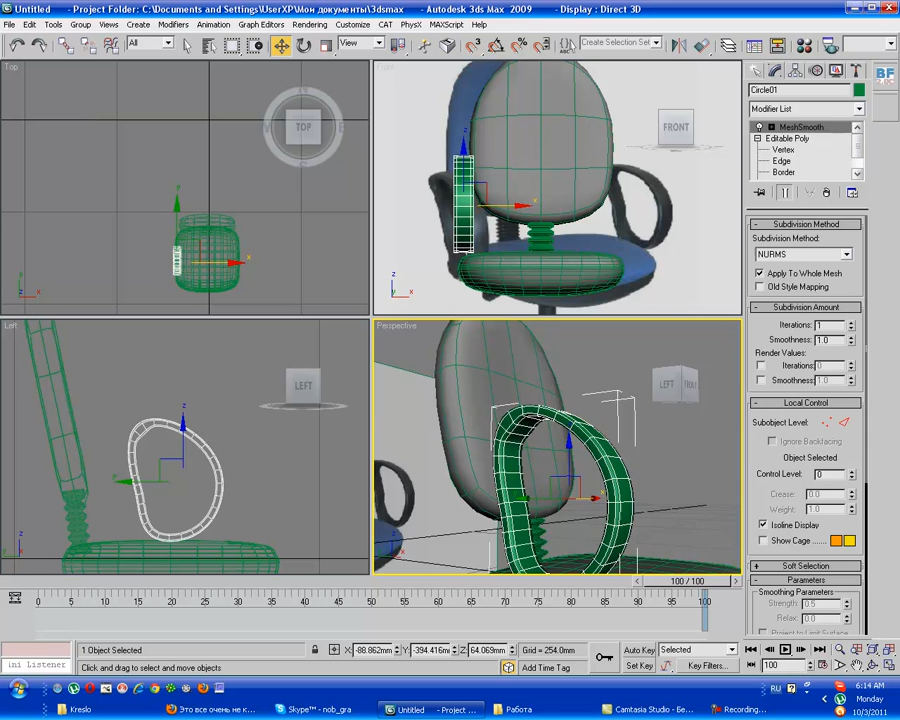 Untitled - Project Folder: C:\Documents and Settings\UserXP\Мои документы\3dsmax - Autodesk 3ds Max 2009 - Display : Direct 3D
File Edit Tools Group Views Create Modifiers Animation Graph Editors Rendering Customize CAT PhysX MAXScript Help
All View Create Selection Set
Top
TOP
Front
FRONT
Left
LEFT
Perspective
LEFT
Circle01
Modifier List
MeshSmooth
Editable Poly
Vertex
Edge
Border
BF
Subdivision Method
Subdivision Method:
NURMS
Apply To Whole Mesh
Old Style Mapping
Subdivision Amount
Iterations: 1
Smoothness: 1.0
Render Values:
Iterations: 0
Smoothness: 1.0
Local Control
Subobject Level:
Ignore Backfacing
Object Selected
Control Level: 0
Crease: 0.0
Weight: 1.0
Isoline Display
Show Cage
Soft Selection
Parameters
Smoothing Parameters
Strength: 0.5
Relax: 0.0
Project to Limit Surface
100 / 100
0 5 10 15 20 25 30 35 40 45 50 55 60 65 70 75 80 85 90 95 100
1 Object Selected X: -88.862mm Y: -394.416m Z: 64.069mm Grid = 254.0mm Auto Key Selected
ini Listener Click and drag to select and move objects Add Time Tag Set Key Key Filters... 100
RU 6:14 AM
Monday
10/3/2011
Kreslo Это все очень не к... Skype™ - nob_gra Untitled - Project ... Работа Camtasia Studio - Бе... Recording...